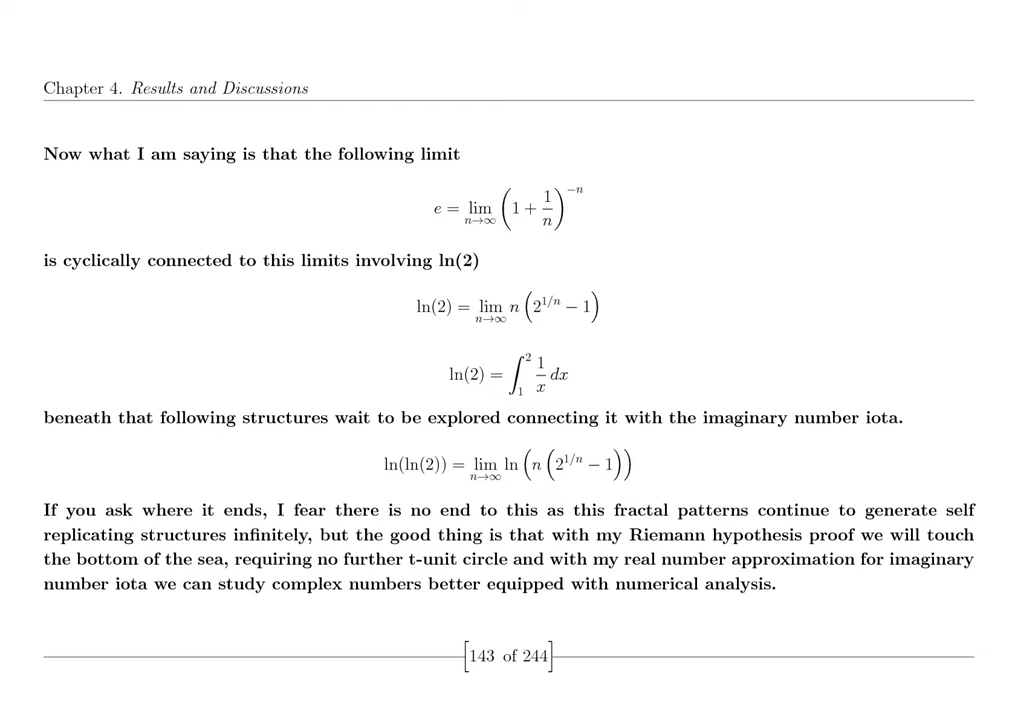 Chapter 4. Results and Discussions
Now what I am saying is that the following limit
e = lim_{n→∞} (1 + 1/n)^{−n}
is cyclically connected to this limits involving ln(2)
ln(2) = lim_{n→∞} n (2^{1/n} − 1)
ln(2) = ∫_1^2 1/x dx
beneath that following structures wait to be explored connecting it with the imaginary number iota.
ln(ln(2)) = lim_{n→∞} ln (n (2^{1/n} − 1))
If you ask where it ends, I fear there is no end to this as this fractal patterns continue to generate self
replicating structures infinitely, but the good thing is that with my Riemann hypothesis proof we will touch
the bottom of the sea, requiring no further t-unit circle and with my real number approximation for imaginary
number iota we can study complex numbers better equipped with numerical analysis.
[143 of 244]